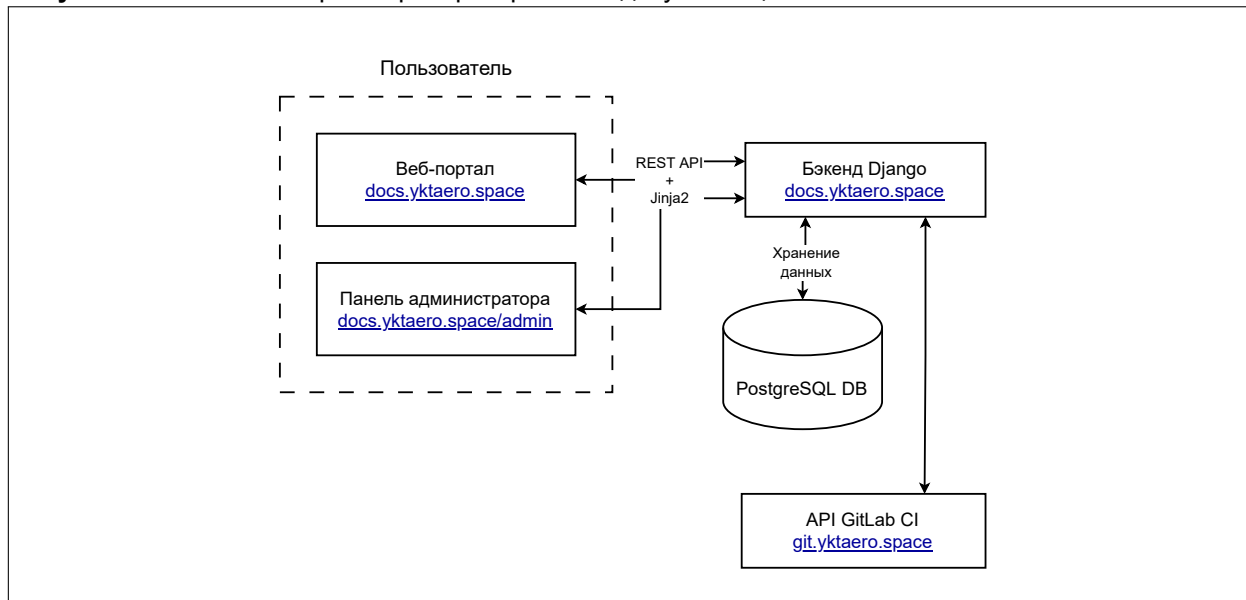 Пользователь
Веб-портал
docs.yktaero.space
Панель администратора
docs.yktaero.space/admin
REST API
+
Jinja2
Бэкенд Django
docs.yktaero.space
Хранение
данных
PostgreSQL DB
API GitLab CI
git.yktaero.space